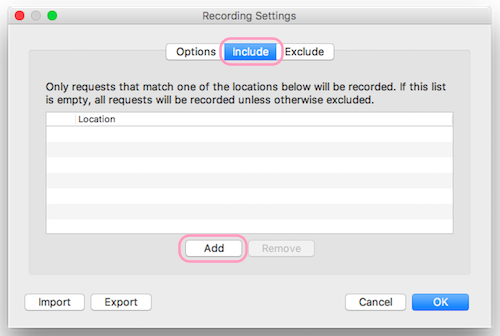 Recording Settings
Options Include Exclude
Only requests that match one of the locations below will be recorded. If this list
is empty, all requests will be recorded unless otherwise excluded.
Location
Add Remove
Import Export Cancel OK